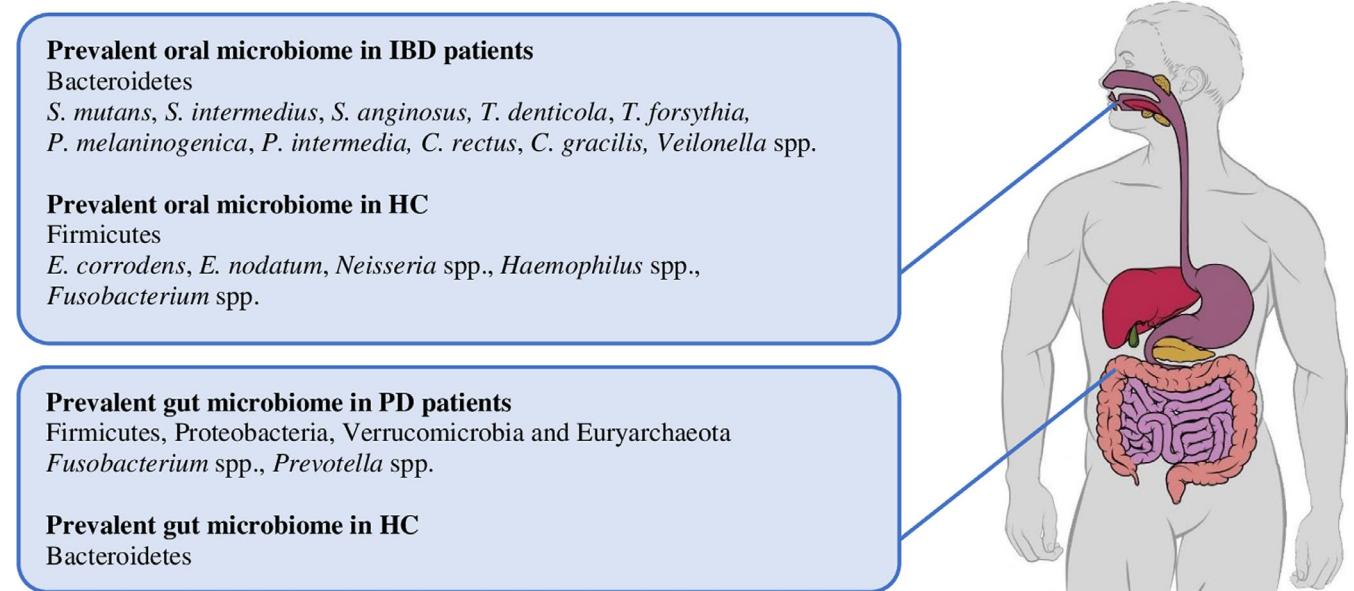 Prevalent oral microbiome in IBD patients
Bacteroidetes
S. mutans, S. intermedius, S. anginosus, T. denticola, T. forsythia,
P. melaninogenica, P. intermedia, C. rectus, C. gracilis, Veilonella spp.
Prevalent oral microbiome in HC
Firmicutes
E. corrodens, E. nodatum, Neisseria spp., Haemophilus spp.,
Fusobacterium spp.
Prevalent gut microbiome in PD patients
Firmicutes, Proteobacteria, Verrucomicrobia and Euryarchaeota
Fusobacterium spp., Prevotella spp.
Prevalent gut microbiome in HC
Bacteroidetes